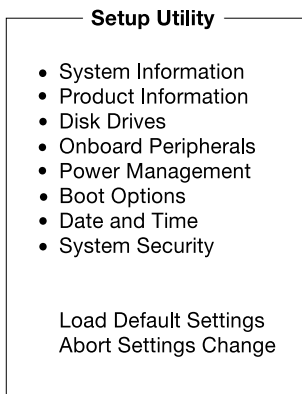 Setup Utility
• System Information
• Product Information
• Disk Drives
• Onboard Peripherals
• Power Management
• Boot Options
• Date and Time
• System Security
Load Default Settings
Abort Settings Change